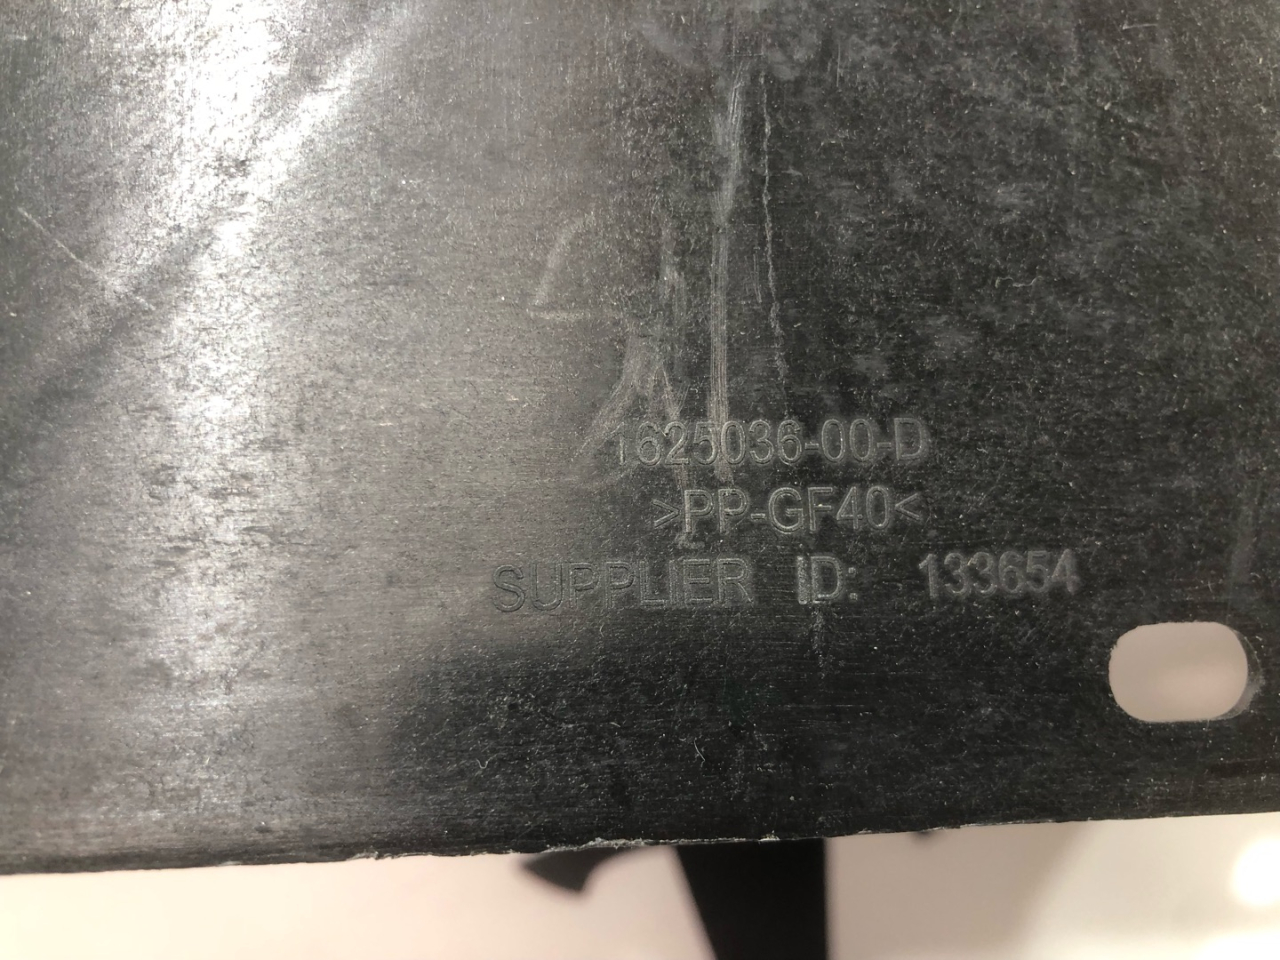 1625036-00-D
>PP-GF40<
SUPPLIER ID: 133654